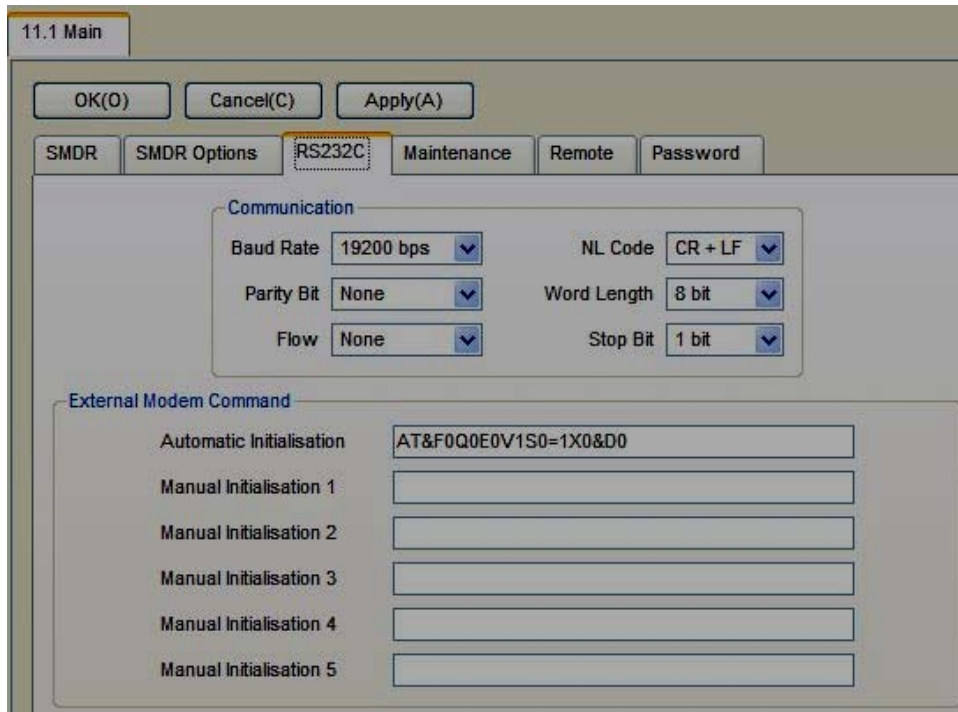 11.1 Main
OK(O) Cancel(C) Apply(A)
SMDR SMDR Options RS232C Maintenance Remote Password
Communication
Baud Rate 19200 bps NL Code CR + LF
Parity Bit None Word Length 8 bit
Flow None Stop Bit 1 bit
External Modem Command
Automatic Initialisation AT&F0Q0E0V1S0=1X0&D0
Manual Initialisation 1
Manual Initialisation 2
Manual Initialisation 3
Manual Initialisation 4
Manual Initialisation 5